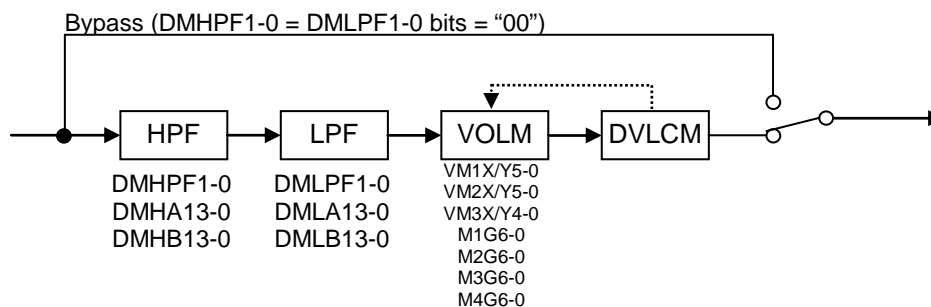 Bypass (DMHPF1-0 = DMLPF1-0 bits = “00”)
HPF
LPF
VOLM
DVLCM
DMHPF1-0
DMHA13-0
DMHB13-0
DMLPF1-0
DMLA13-0
DMLB13-0
VM1X/Y5-0
VM2X/Y5-0
VM3X/Y4-0
M1G6-0
M2G6-0
M3G6-0
M4G6-0